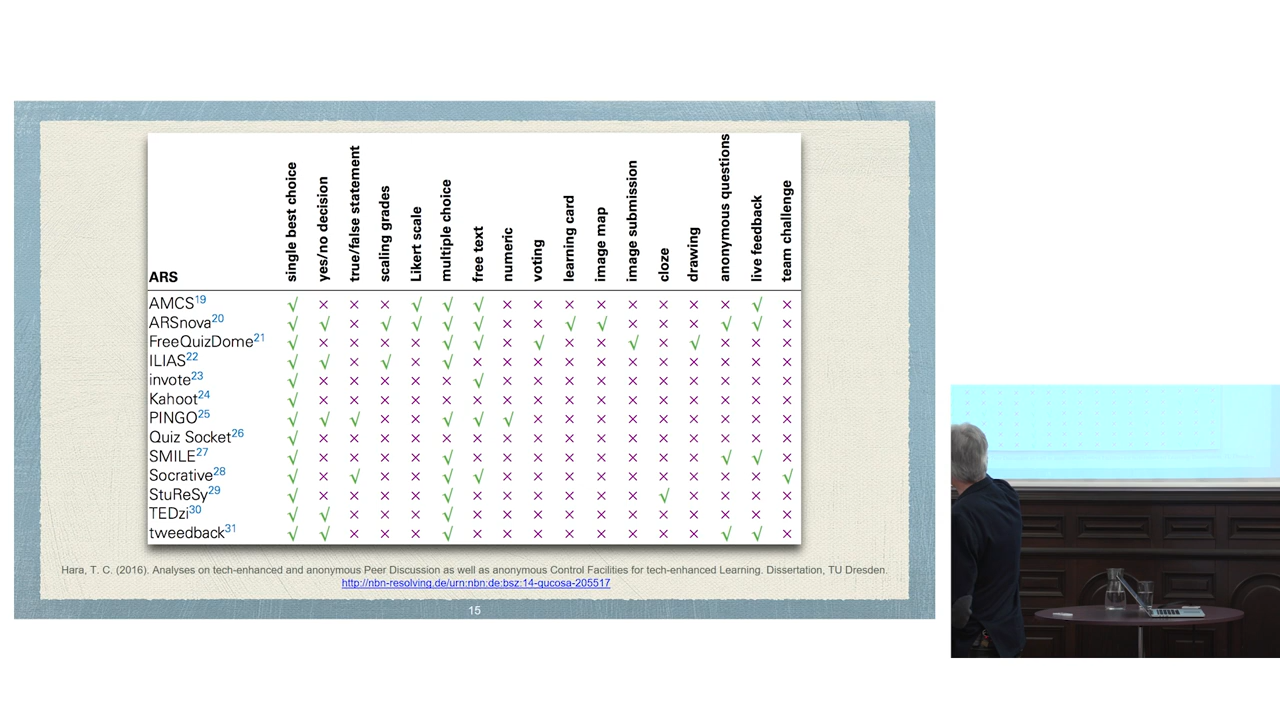 ARS single best choice yes/no decision true/false statement scaling grades Likert scale multiple choice free text numeric voting learning card image map image submission cloze drawing anonymous questions live feedback team challenge
AMCS19 √ × × × √ √ √ × × × × × × × × √ ×
ARSnova20 √ √ × √ √ √ √ × × √ √ × × × √ √ ×
FreeQuizDome21 √ × × × × √ √ × √ × × √ × √ × × ×
ILIAS22 √ √ × √ × √ × × × × × × × × × × ×
invote23 √ × × × × × √ × × × × × × × × × ×
Kahoot24 √ × × × × × × × × × × × × × × × ×
PINGO25 √ √ √ × × √ √ √ × × × × × × × × ×
Quiz Socket26 √ × × × × × × × × × × × × × × × ×
SMILE27 √ × × × × √ × × × × × × × × √ √ ×
Socrative28 √ × √ × × √ √ × × × × × × × × × √
StuReSy29 √ × × × × √ × × × × × × √ × × × ×
TEDzi30 √ √ × × × √ × × × × × × × × × × ×
tweedback31 √ √ × × × √ × × × × × × × × √ √ ×
Hara, T. C. (2016). Analyses on tech-enhanced and anonymous Peer Discussion as well as anonymous Control Facilities for tech-enhanced Learning. Dissertation, TU Dresden.
http://nbn-resolving.de/urn:nbn:de:bsz:14-qucosa-205517
15